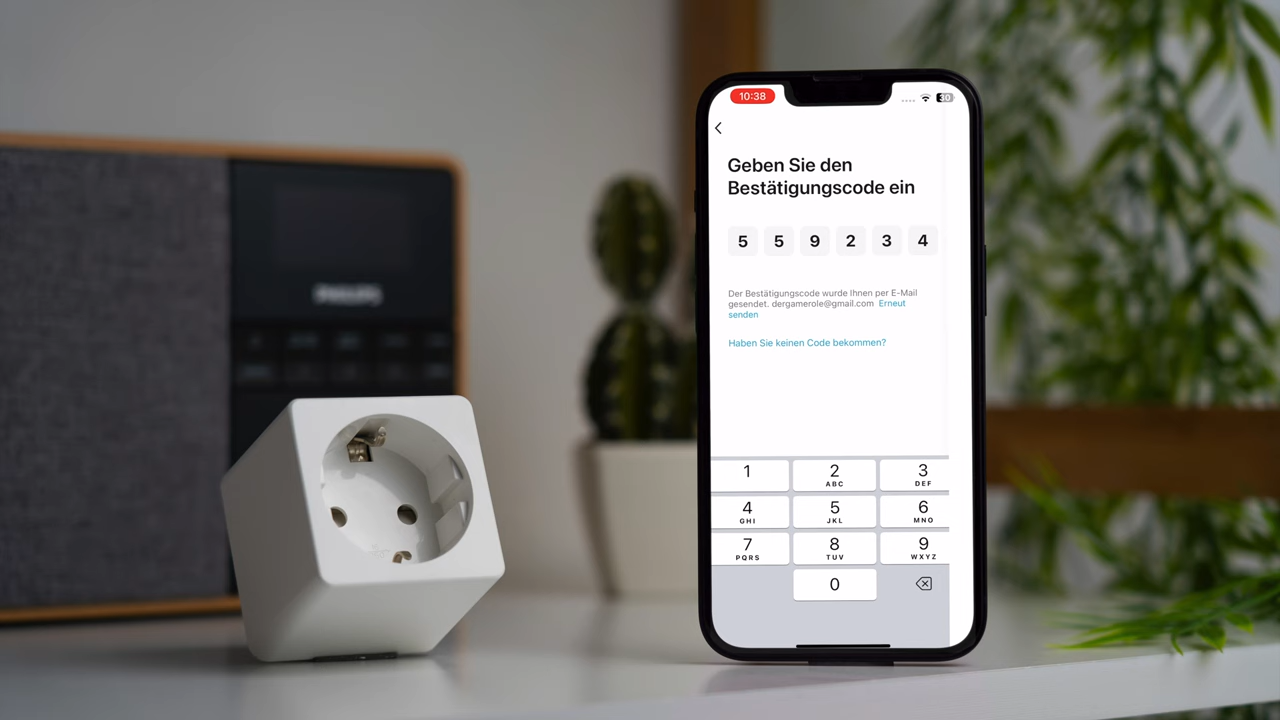 PHILIPS
10:38
30
Geben Sie den
Bestätigungscode ein
5 5 9 2 3 4
Der Bestätigungscode wurde Ihnen per E-Mail
gesendet. dergamerole@gmail.com Erneut
senden
Haben Sie keinen Code bekommen?
1 2 3
ABC DEF
4 5 6
GHI JKL MNO
7 8 9
PQRS TUV WXYZ
0